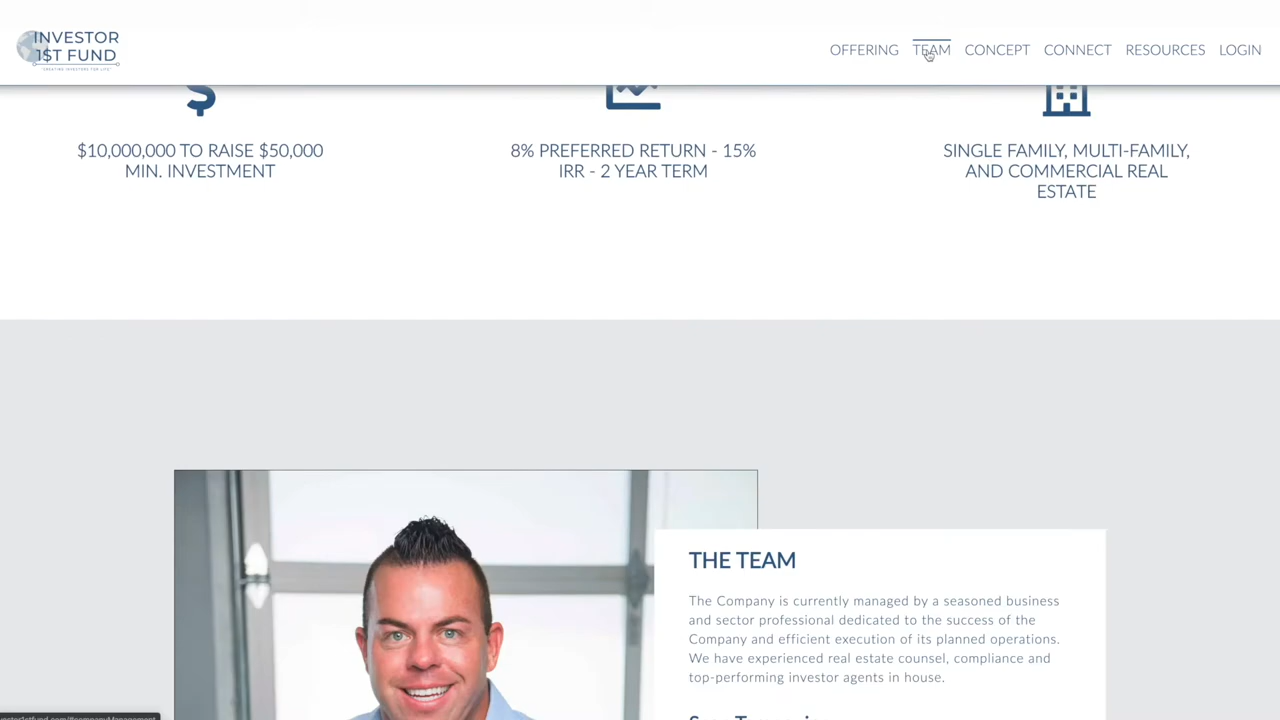 INVESTOR
1$T FUND
OFFERING TEAM CONCEPT CONNECT RESOURCES LOGIN
$10,000,000 TO RAISE $50,000
MIN. INVESTMENT
8% PREFERRED RETURN - 15%
IRR - 2 YEAR TERM
SINGLE FAMILY, MULTI-FAMILY,
AND COMMERCIAL REAL
ESTATE
THE TEAM
The Company is currently managed by a seasoned business
and sector professional dedicated to the success of the
Company and efficient execution of its planned operations.
We have experienced real estate counsel, compliance and
top-performing investor agents in house.